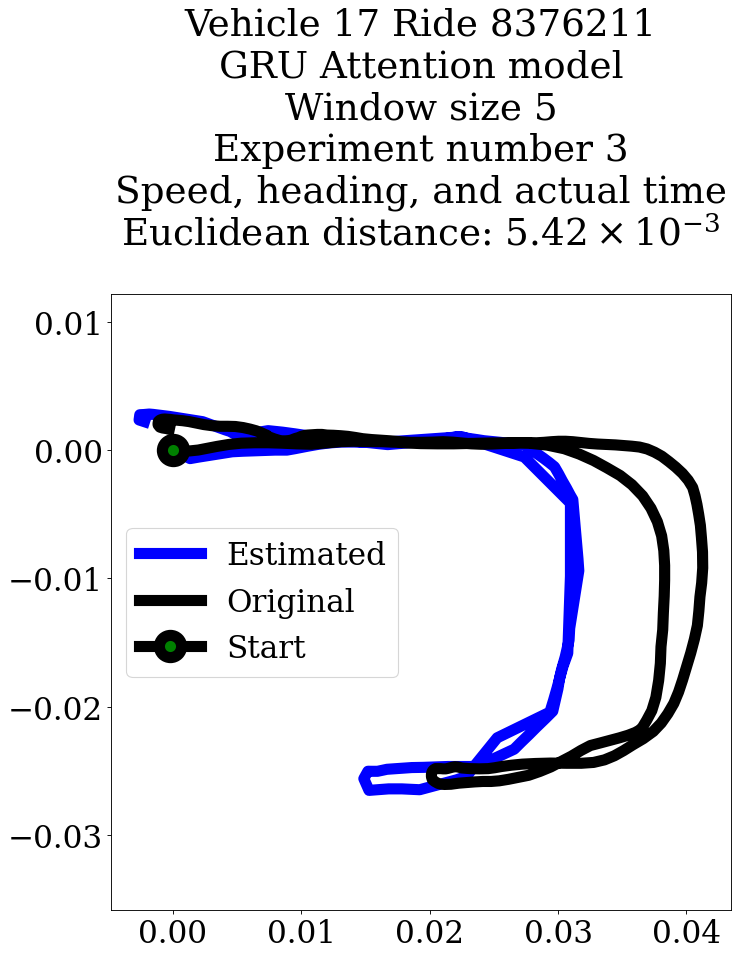 Vehicle 17 Ride 8376211
GRU Attention model
Window size 5
Experiment number 3
Speed, heading, and actual time
Euclidean distance: 5.42 × 10⁻³
0.01
0.00
−0.01
−0.02
−0.03
Estimated
Original
Start
0.00 0.01 0.02 0.03 0.04